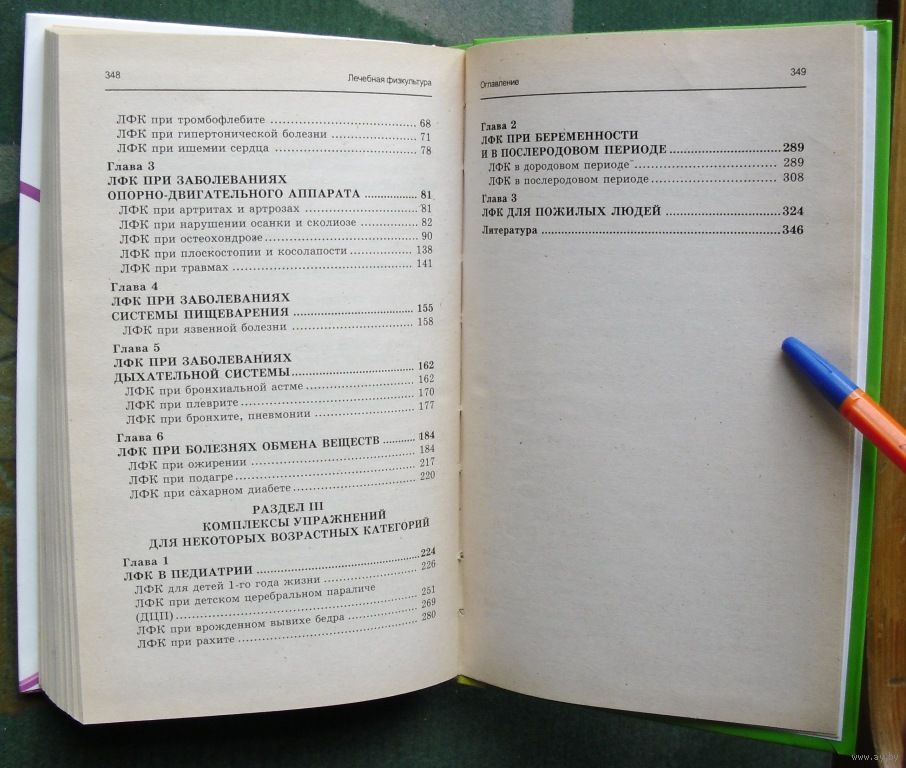 348 Лечебная физкультура
ЛФК при тромбофлебите ........ 68
ЛФК при гипертонической болезни ........ 71
ЛФК при ишемии сердца ........ 78
Глава 3
ЛФК ПРИ ЗАБОЛЕВАНИЯХ
ОПОРНО-ДВИГАТЕЛЬНОГО АППАРАТА ........ 81
ЛФК при артритах и артрозах ........ 81
ЛФК при нарушении осанки и сколиозе ........ 82
ЛФК при остеохондрозе ........ 90
ЛФК при плоскостопии и косолапости ........ 138
ЛФК при травмах ........ 141
Глава 4
ЛФК ПРИ ЗАБОЛЕВАНИЯХ
СИСТЕМЫ ПИЩЕВАРЕНИЯ ........ 155
ЛФК при язвенной болезни ........ 158
Глава 5
ЛФК ПРИ ЗАБОЛЕВАНИЯХ
ДЫХАТЕЛЬНОЙ СИСТЕМЫ ........ 162
ЛФК при бронхиальной астме ........ 162
ЛФК при плеврите ........ 170
ЛФК при бронхите, пневмонии ........ 177
Глава 6
ЛФК ПРИ БОЛЕЗНЯХ ОБМЕНА ВЕЩЕСТВ ........ 184
ЛФК при ожирении ........ 184
ЛФК при подагре ........ 217
ЛФК при сахарном диабете ........ 220
РАЗДЕЛ III
КОМПЛЕКСЫ УПРАЖНЕНИЙ
ДЛЯ НЕКОТОРЫХ ВОЗРАСТНЫХ КАТЕГОРИЙ
Глава 1
ЛФК В ПЕДИАТРИИ ........ 224
ЛФК для детей 1-го года жизни ........ 226
ЛФК при детском церебральном параличе
(ДЦП) ........ 251
ЛФК при врожденном вывихе бедра ........ 269
ЛФК при рахите ........ 280
Оглавление 349
Глава 2
ЛФК ПРИ БЕРЕМЕННОСТИ
И В ПОСЛЕРОДОВОМ ПЕРИОДЕ ........ 289
ЛФК в дородовом периоде ........ 289
ЛФК в послеродовом периоде ........ 308
Глава 3
ЛФК ДЛЯ ПОЖИЛЫХ ЛЮДЕЙ ........ 324
Литература ........ 346
www.ay.by